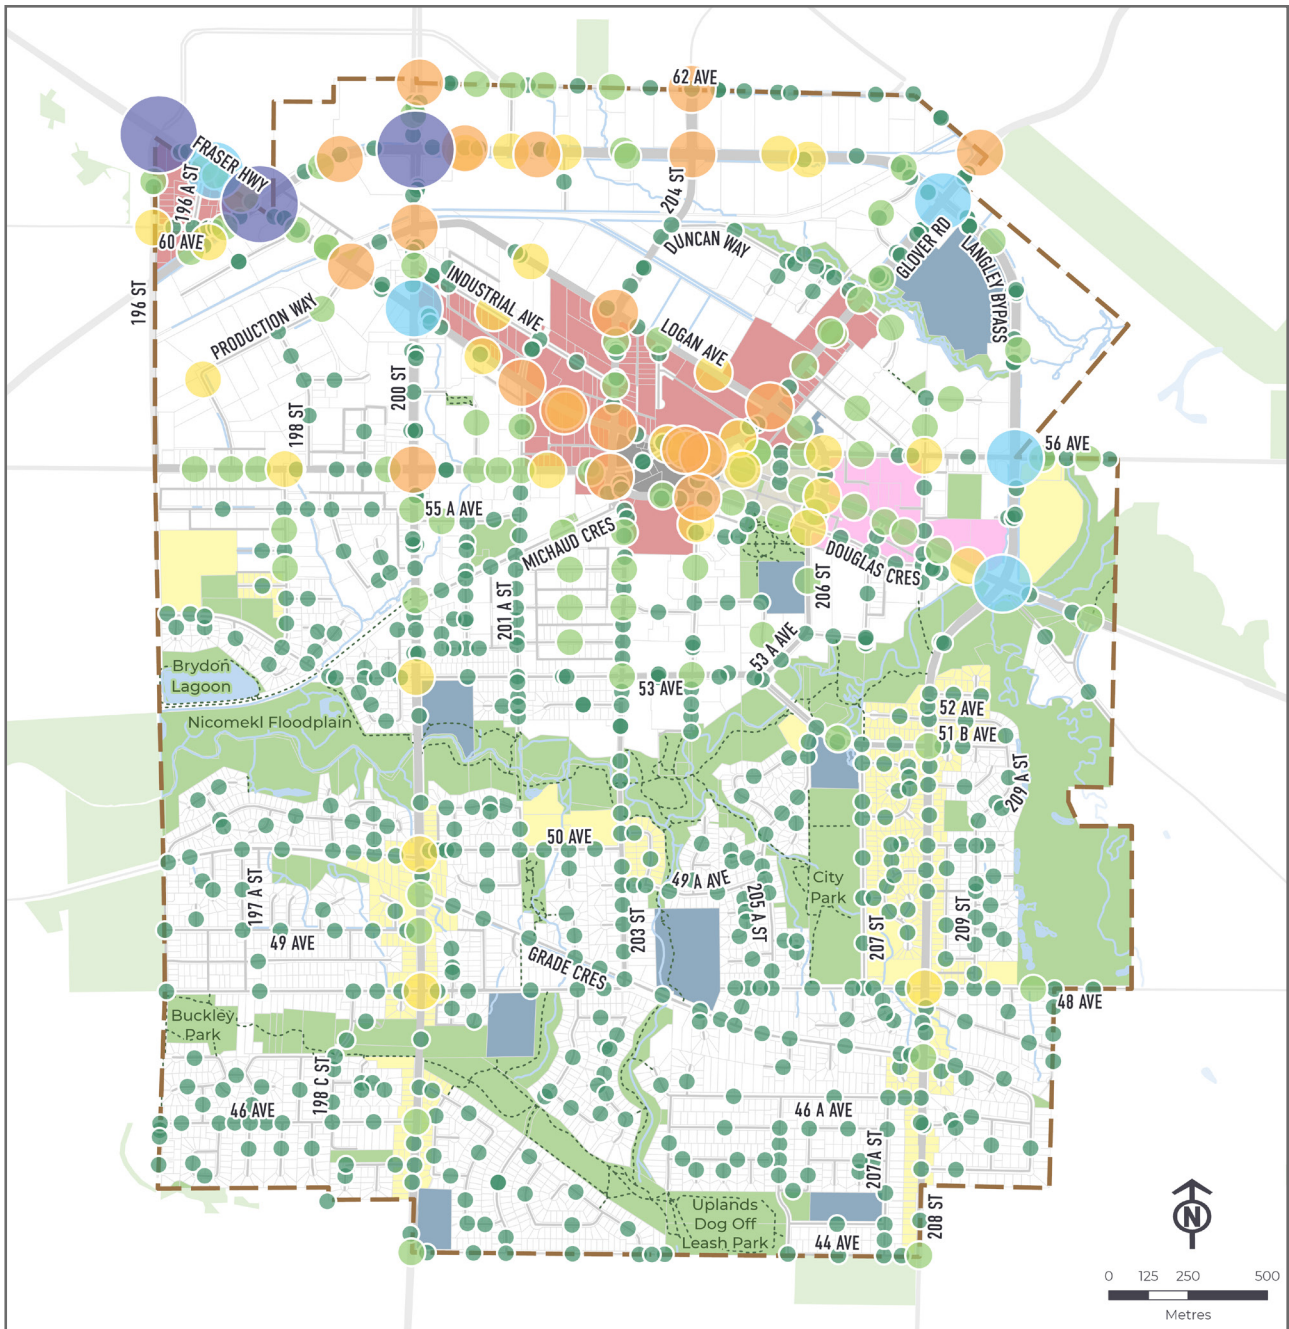 62 AVE
FRASER HWY
196 A ST
60 AVE
204 ST
DUNCAN WAY
GLOVER RD
LANGLEY BYPASS
196 ST
PRODUCTION WAY
INDUSTRIAL AVE
LOGAN AVE
200 ST
198 ST
56 AVE
55 A AVE
MICHAUD CRES
DOUGLAS CRES
201 A ST
206 ST
53 A AVE
53 AVE
Brydon
Lagoon
Nicomekl Floodplain
52 AVE
51 B AVE
209 A ST
50 AVE
49 A AVE
205 A ST
City
Park
197 A ST
49 AVE
203 ST
207 ST
209 ST
GRADE CRES
48 AVE
Buckley
Park
198 C ST
46 AVE
46 A AVE
207A ST
Uplands
Dog Off
Leash Park
44 AVE
208 ST
N
0 125 250 500
Metres